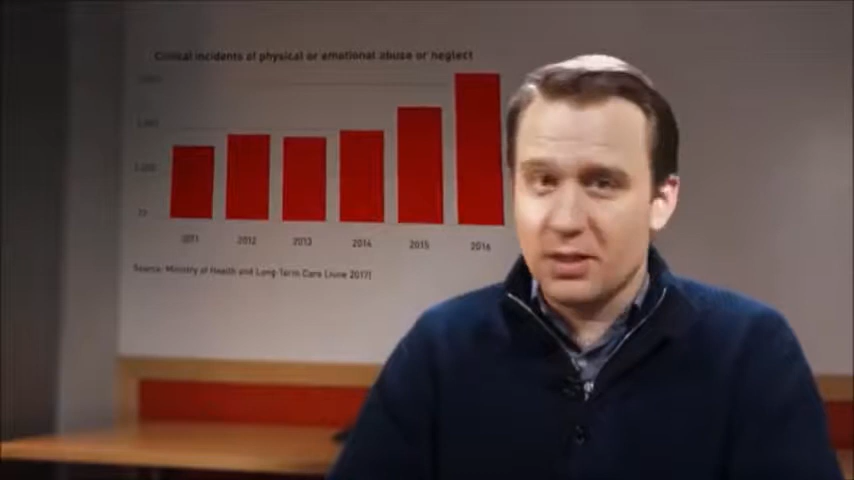 Critical incidents of physical or emotional abuse or neglect
2011 2012 2013 2014 2015 2016
Source: Ministry of Health and Long-Term Care (June 2017)